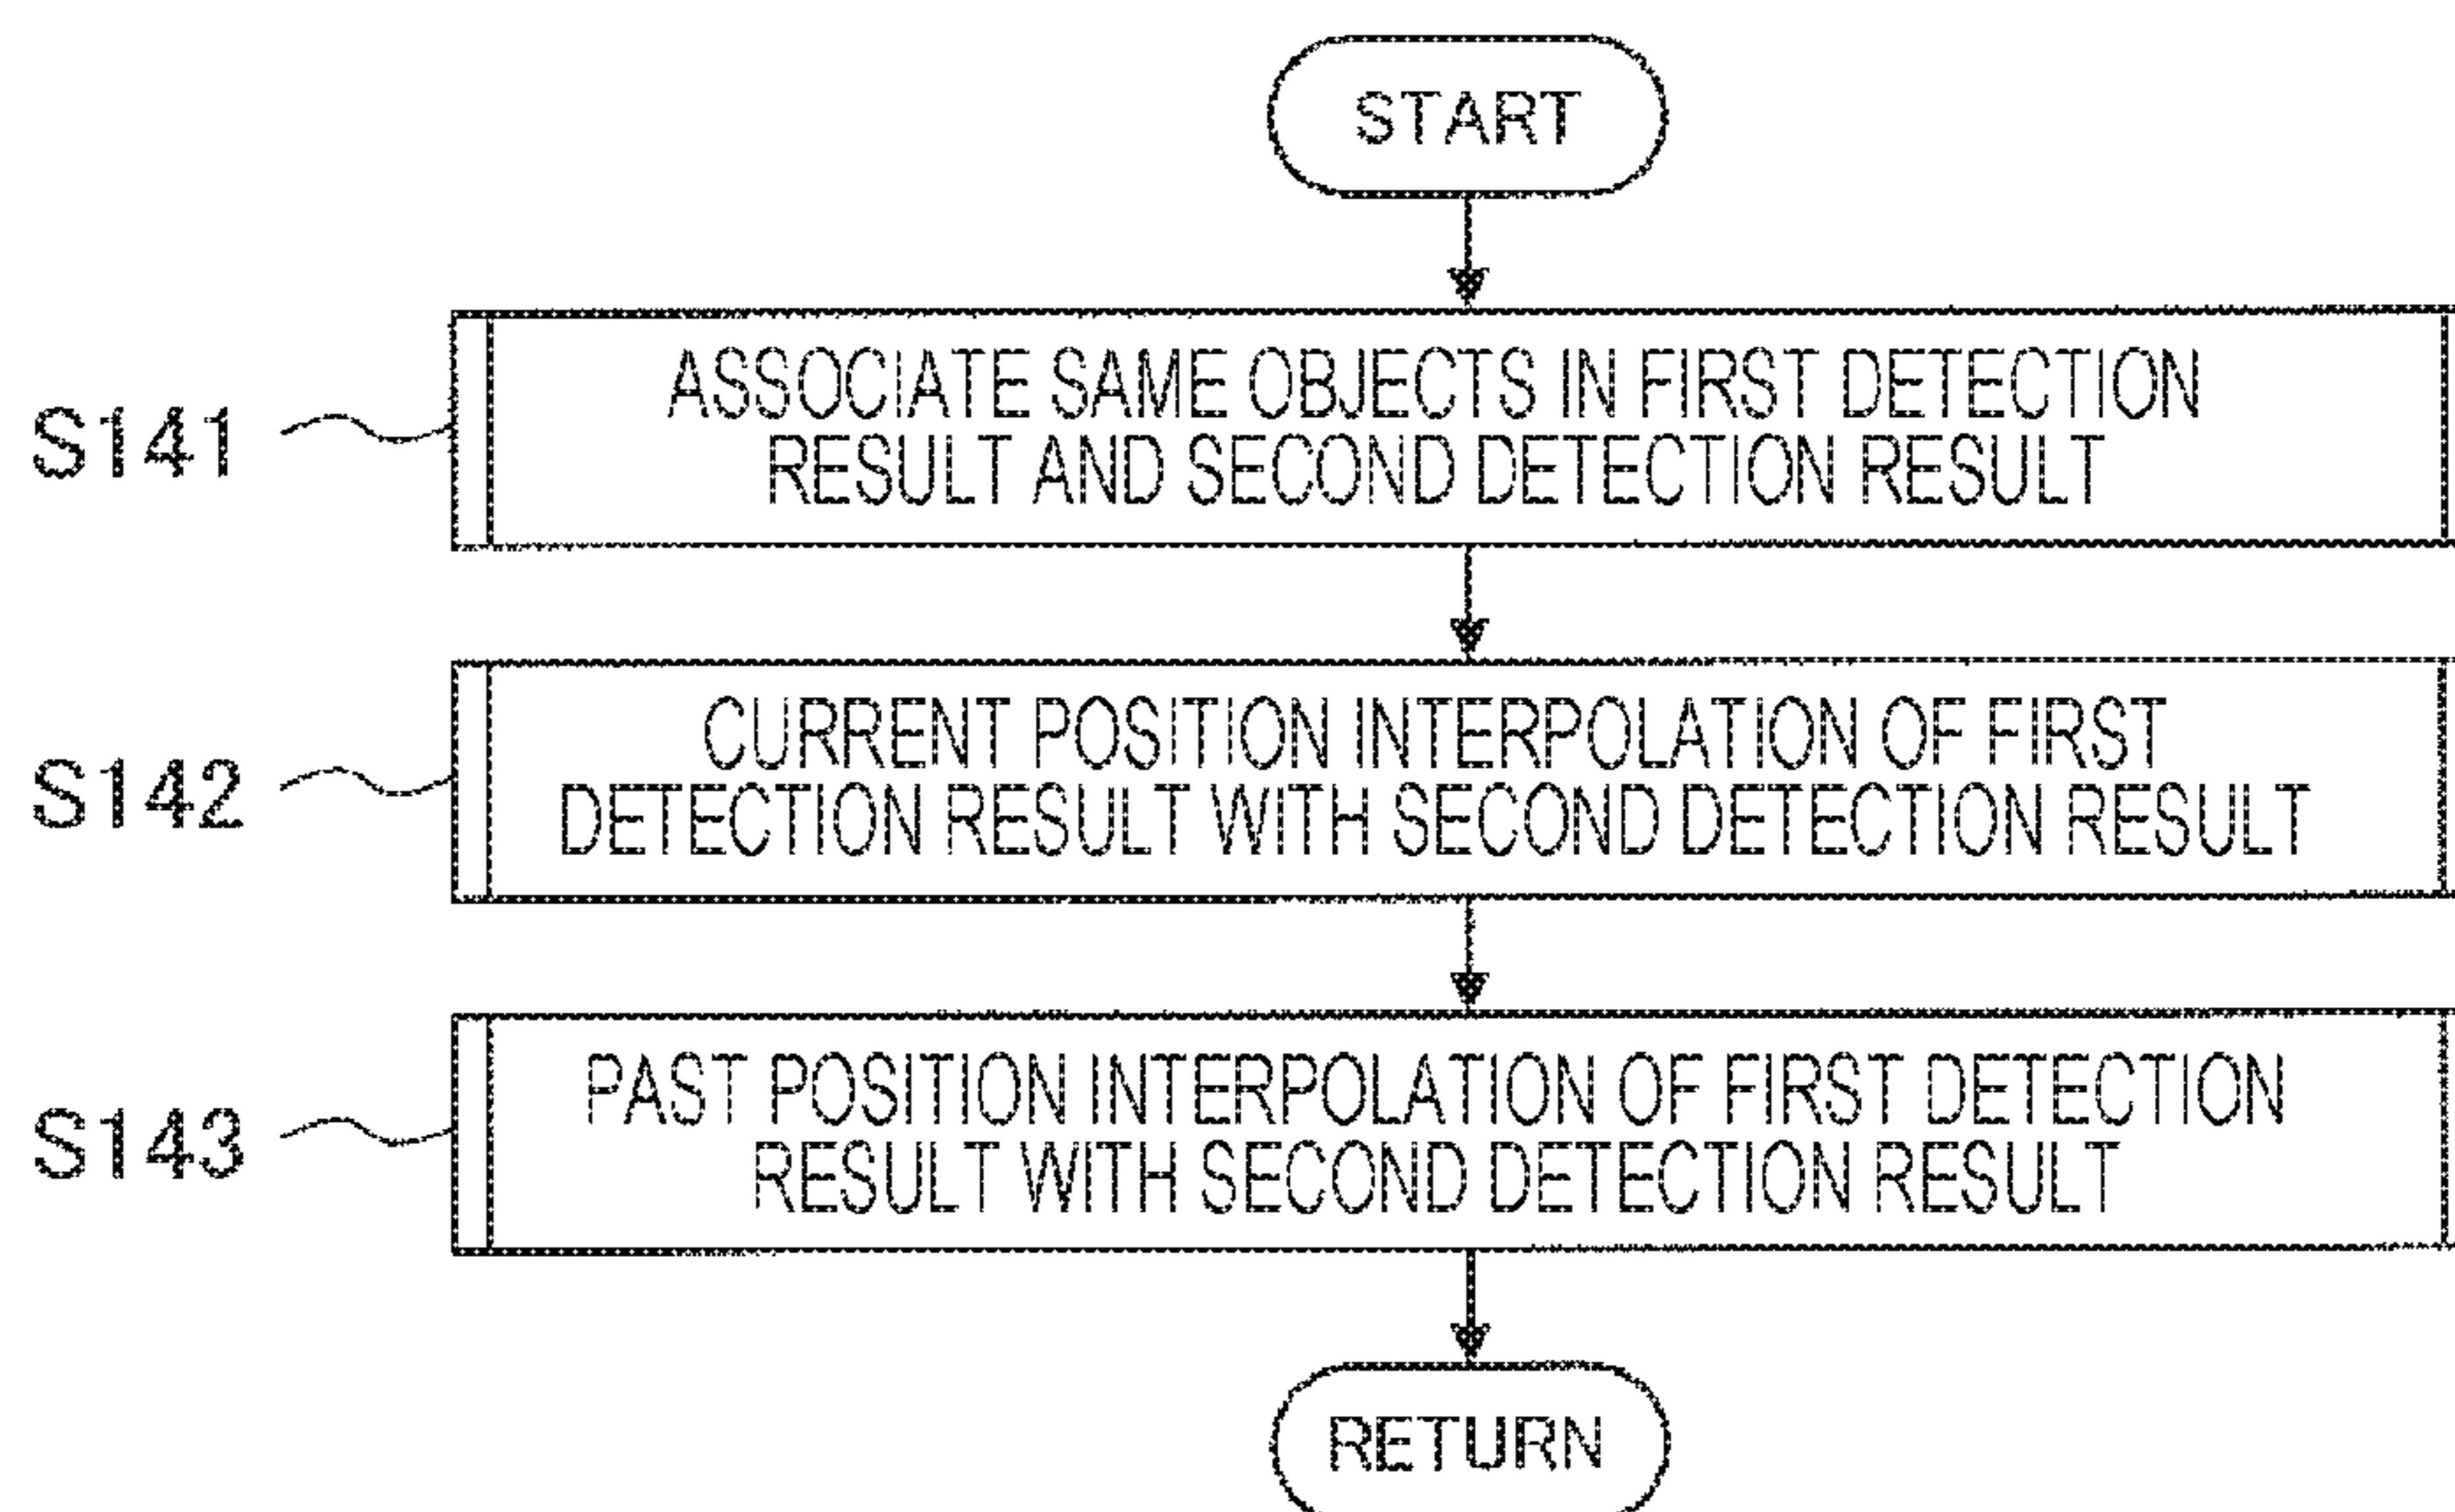 START
S141
ASSOCIATE SAME OBJECTS IN FIRST DETECTION
RESULT AND SECOND DETECTION RESULT
S142
CURRENT POSITION INTERPOLATION OF FIRST
DETECTION RESULT WITH SECOND DETECTION RESULT
S143
PAST POSITION INTERPOLATION OF FIRST DETECTION
RESULT WITH SECOND DETECTION RESULT
RETURN